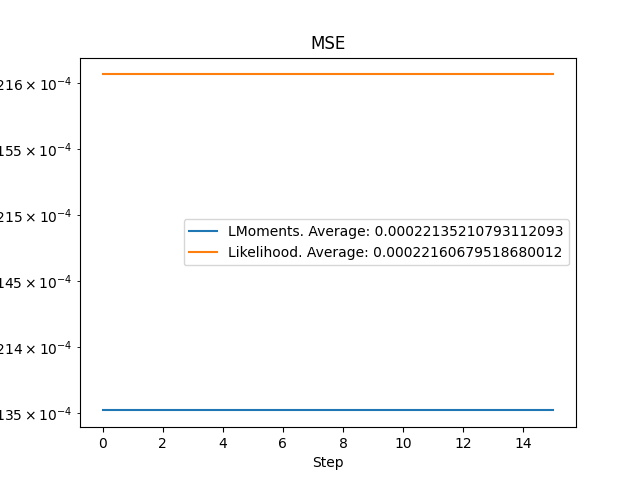 MSE
216 × 10⁻⁴
155 × 10⁻⁴
215 × 10⁻⁴
145 × 10⁻⁴
214 × 10⁻⁴
135 × 10⁻⁴
LMoments. Average: 0.00022135210793112093
Likelihood. Average: 0.00022160679518680012
0 2 4 6 8 10 12 14
Step